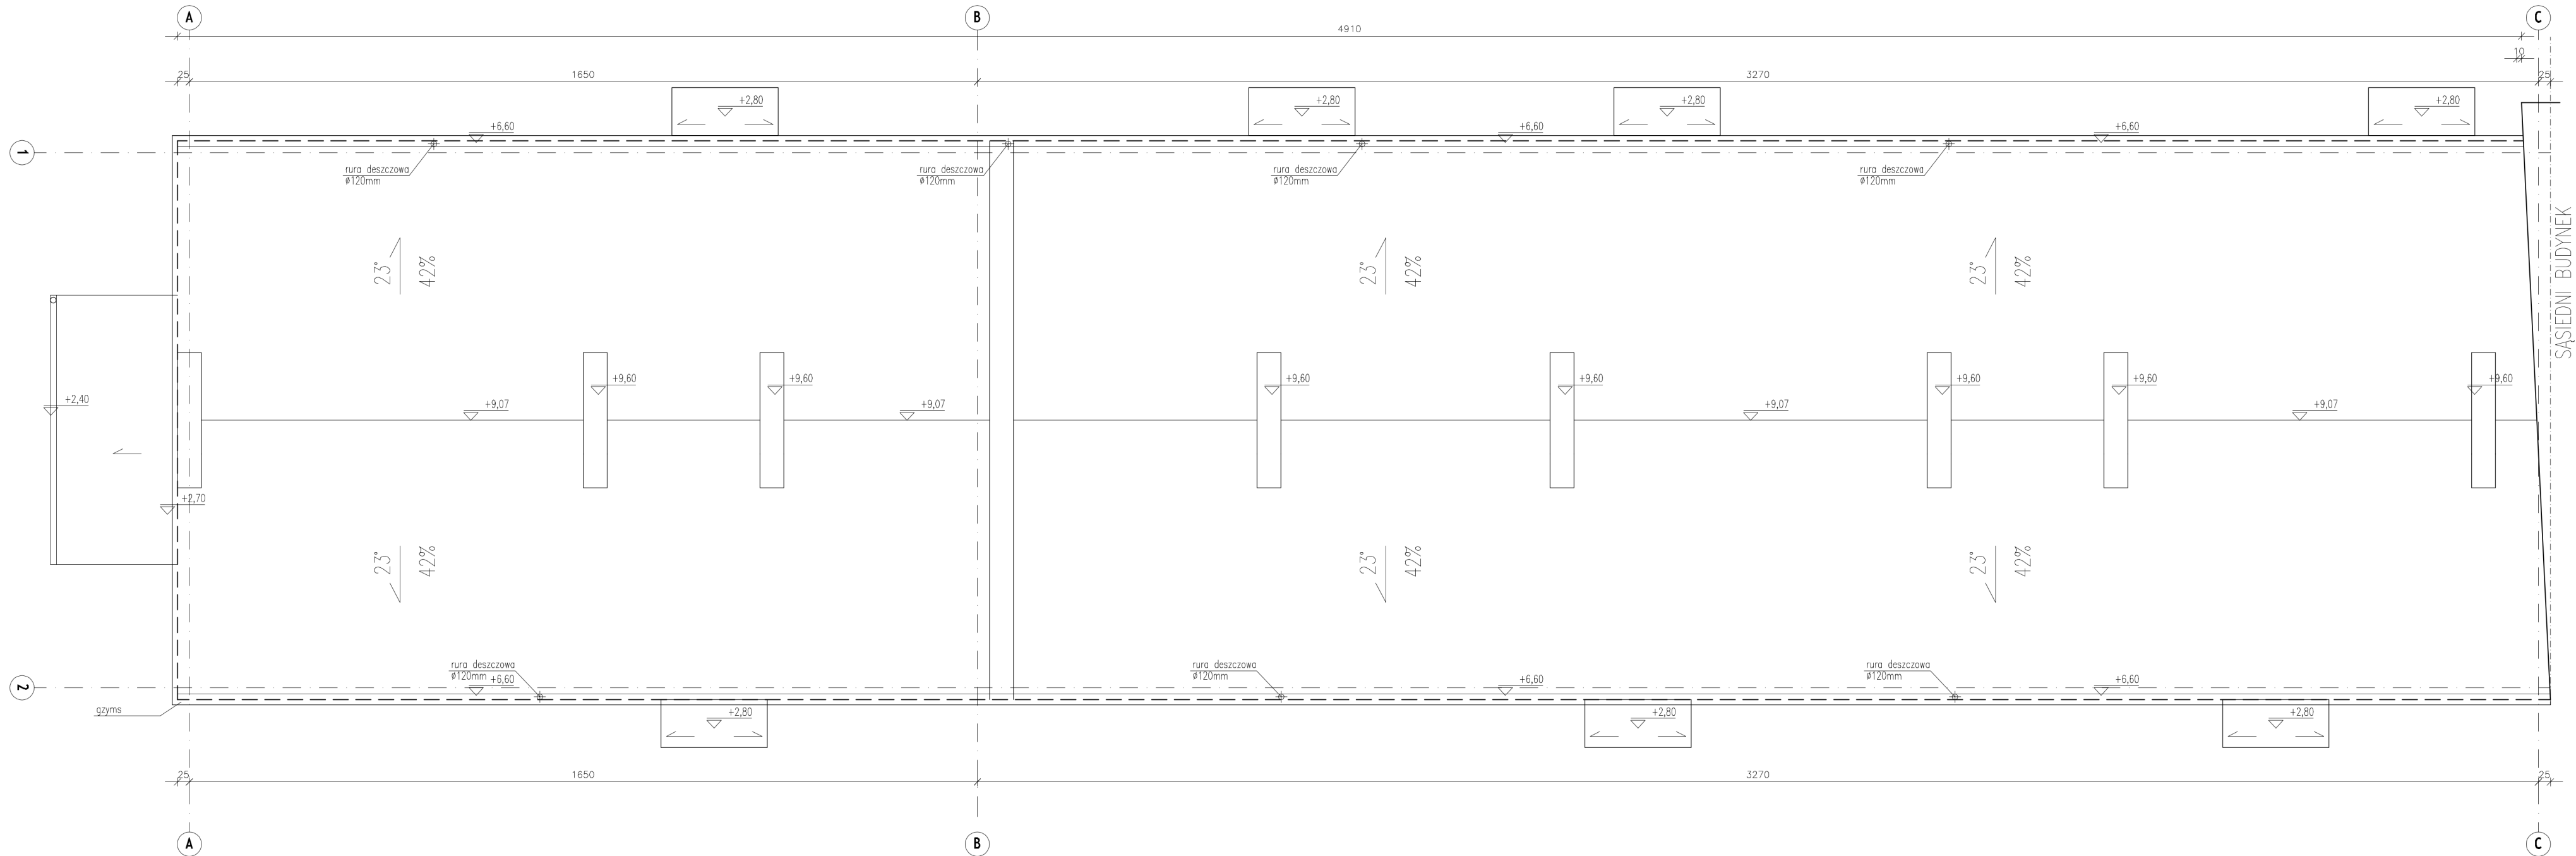 A
B
C
4910
10
25
1650
3270
25
+2,80
+2,80
+2,80
+2,80
+6,60
+6,60
+6,60
1
rura deszczowa
ø120mm
rura deszczowa
ø120mm
rura deszczowa
ø120mm
rura deszczowa
ø120mm
SĄSIEDNI BUDYNEK
23°
42%
23°
42%
23°
42%
+9,60
+9,60
+9,60
+9,60
+9,60
+9,60
+9,60
+2,40
+9,07
+9,07
+9,07
+9,07
+2,70
23°
42%
23°
42%
23°
42%
rura deszczowa
ø120mm
rura deszczowa
ø120mm
rura deszczowa
ø120mm
+6,60
+6,60
+6,60
2
gzyms
+2,80
+2,80
+2,80
25
1650
3270
25
A
B
C